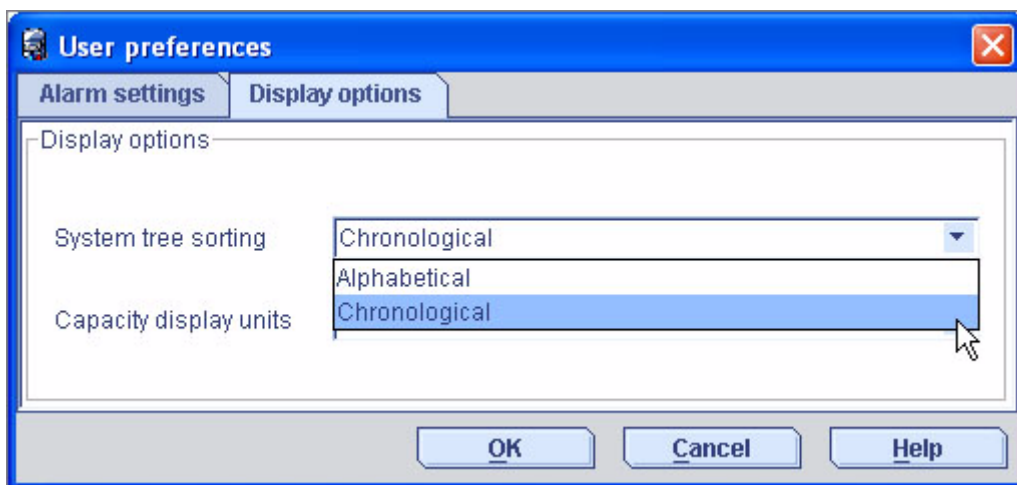 User preferences
Alarm settings
Display options
Display options
System tree sorting
Chronological
Alphabetical
Chronological
Capacity display units
OK
Cancel
Help